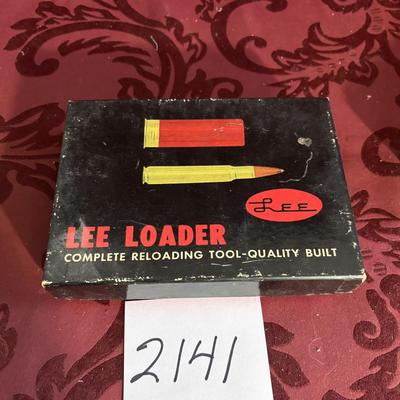 LEE
LEE LOADER
COMPLETE RELOADING TOOL-QUALITY BUILT
2141